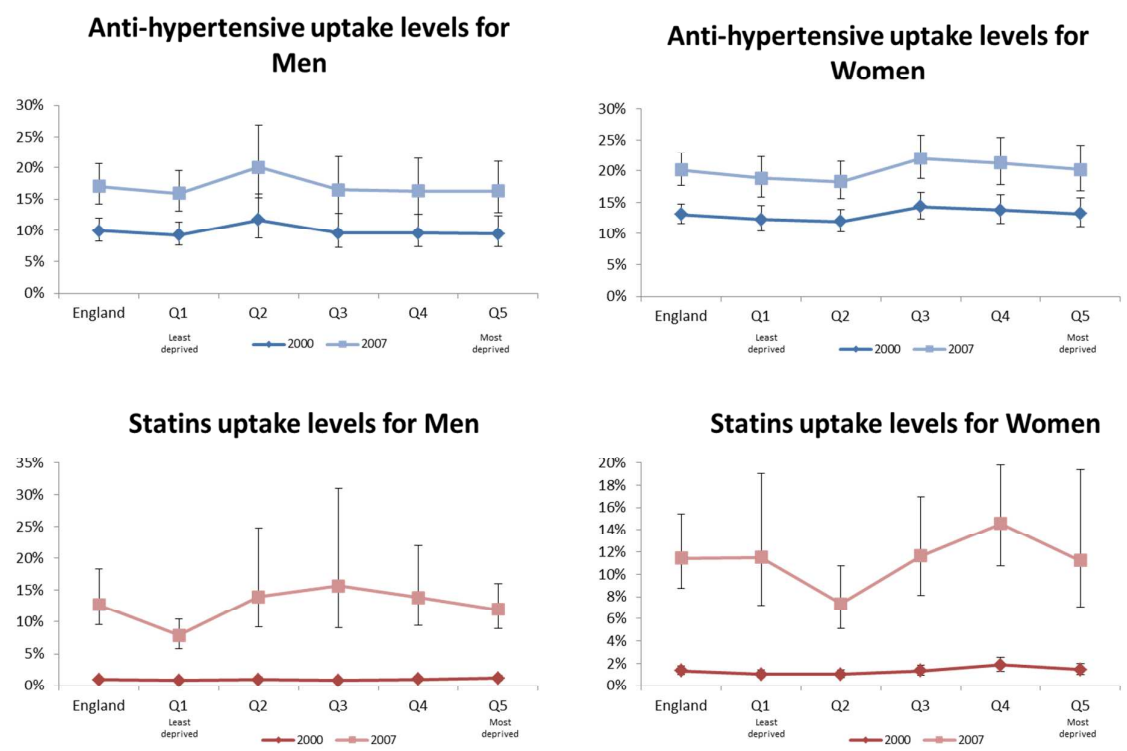 Anti-hypertensive uptake levels for
Men
30%
25%
20%
15%
10%
5%
0%
England Q1 Q2 Q3 Q4 Q5
Least
deprived
Most
deprived
2000 2007
Anti-hypertensive uptake levels for
Women
30%
25%
20%
15%
10%
5%
0%
England Q1 Q2 Q3 Q4 Q5
Least
deprived
Most
deprived
2000 2007
Statins uptake levels for Men
35%
30%
25%
20%
15%
10%
5%
0%
England Q1 Q2 Q3 Q4 Q5
Least
deprived
Most
deprived
2000 2007
Statins uptake levels for Women
20%
18%
16%
14%
12%
10%
8%
6%
4%
2%
0%
England Q1 Q2 Q3 Q4 Q5
Least
deprived
Most
deprived
2000 2007